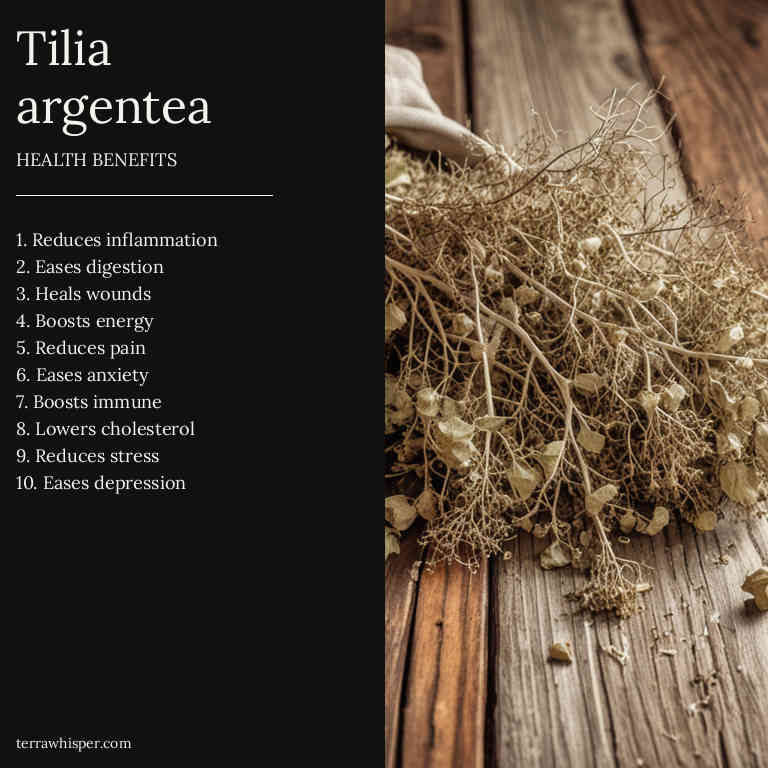 Tilia
argentea
HEALTH BENEFITS
1. Reduces inflammation
2. Eases digestion
3. Heals wounds
4. Boosts energy
5. Reduces pain
6. Eases anxiety
7. Boosts immune
8. Lowers cholesterol
9. Reduces stress
10. Eases depression
terrawhisper.com